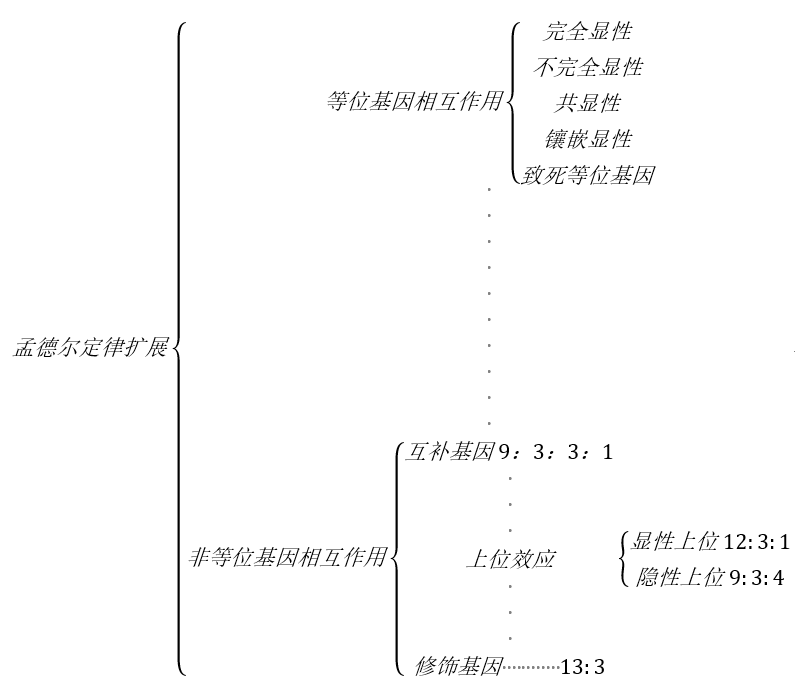 完全显性
不完全显性
等位基因相互作用
共显性
镶嵌显性
致死等位基因
孟德尔定律扩展
互补基因9：3：3：1
显性上位12:3:1
非等位基因相互作用
上位效应
隐性上位9:3:4
修饰基因············13:3